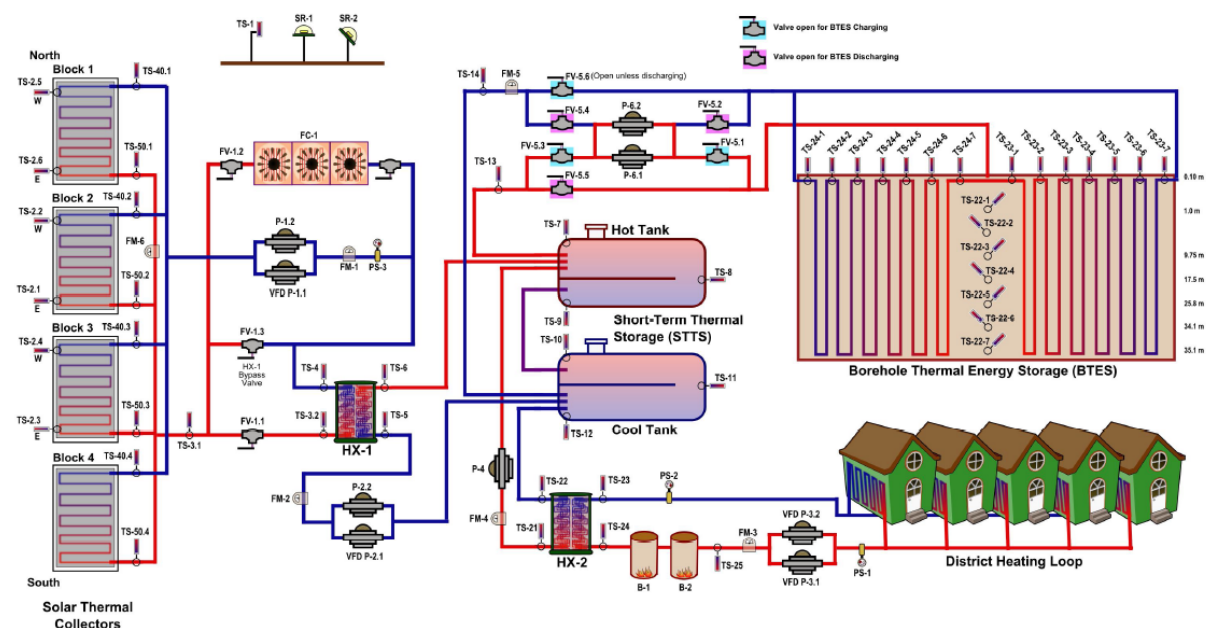 TS-1
SR-1
SR-2
Valve open for BTES Charging
Valve open for BTES Discharging
North
Block 1
TS-40.1
TS-2.5
W
TS-2.6
E
TS-50.1
Block 2
TS-40.2
TS-2.2
W
FM-6
TS-2.1
E
TS-50.2
Block 3
TS-40.3
TS-2.4
W
TS-2.3
E
TS-50.3
TS-3.1
Block 4
TS-40.4
TS-50.4
South
Solar Thermal
Collectors
FC-1
FV-1.2
P-1.2
VFD P-1.1
FM-1
PS-3
FV-1.3
HX-1
Bypass
Valve
TS-4
TS-6
FV-1.1
TS-3.2
TS-5
HX-1
FM-2
P-2.2
VFD P-2.1
TS-14
FM-5
FV-5.6 (Open unless discharging)
FV-5.4
P-6.2
FV-5.2
FV-5.3
P-6.1
FV-5.1
TS-13
FV-5.5
TS-7
Hot Tank
TS-8
TS-9
Short-Term Thermal
Storage (STTS)
TS-10
TS-11
TS-12
Cool Tank
TS-24-1
TS-24-2
TS-24-3
TS-24-4
TS-24-5
TS-24-6
TS-24-7
TS-23-1
TS-23-2
TS-23-3
TS-23-4
TS-23-5
TS-23-6
TS-23-7
TS-22-1
TS-22-2
TS-22-3
TS-22-4
TS-22-5
TS-22-6
TS-22-7
0.10 m
1.0 m
9.75 m
17.5 m
25.8 m
34.1 m
35.1 m
Borehole Thermal Energy Storage (BTES)
P-4
FM-4
TS-22
TS-23
PS-2
TS-21
TS-24
HX-2
B-1
B-2
TS-25
FM-3
VFD P-3.2
VFD P-3.1
PS-1
District Heating Loop